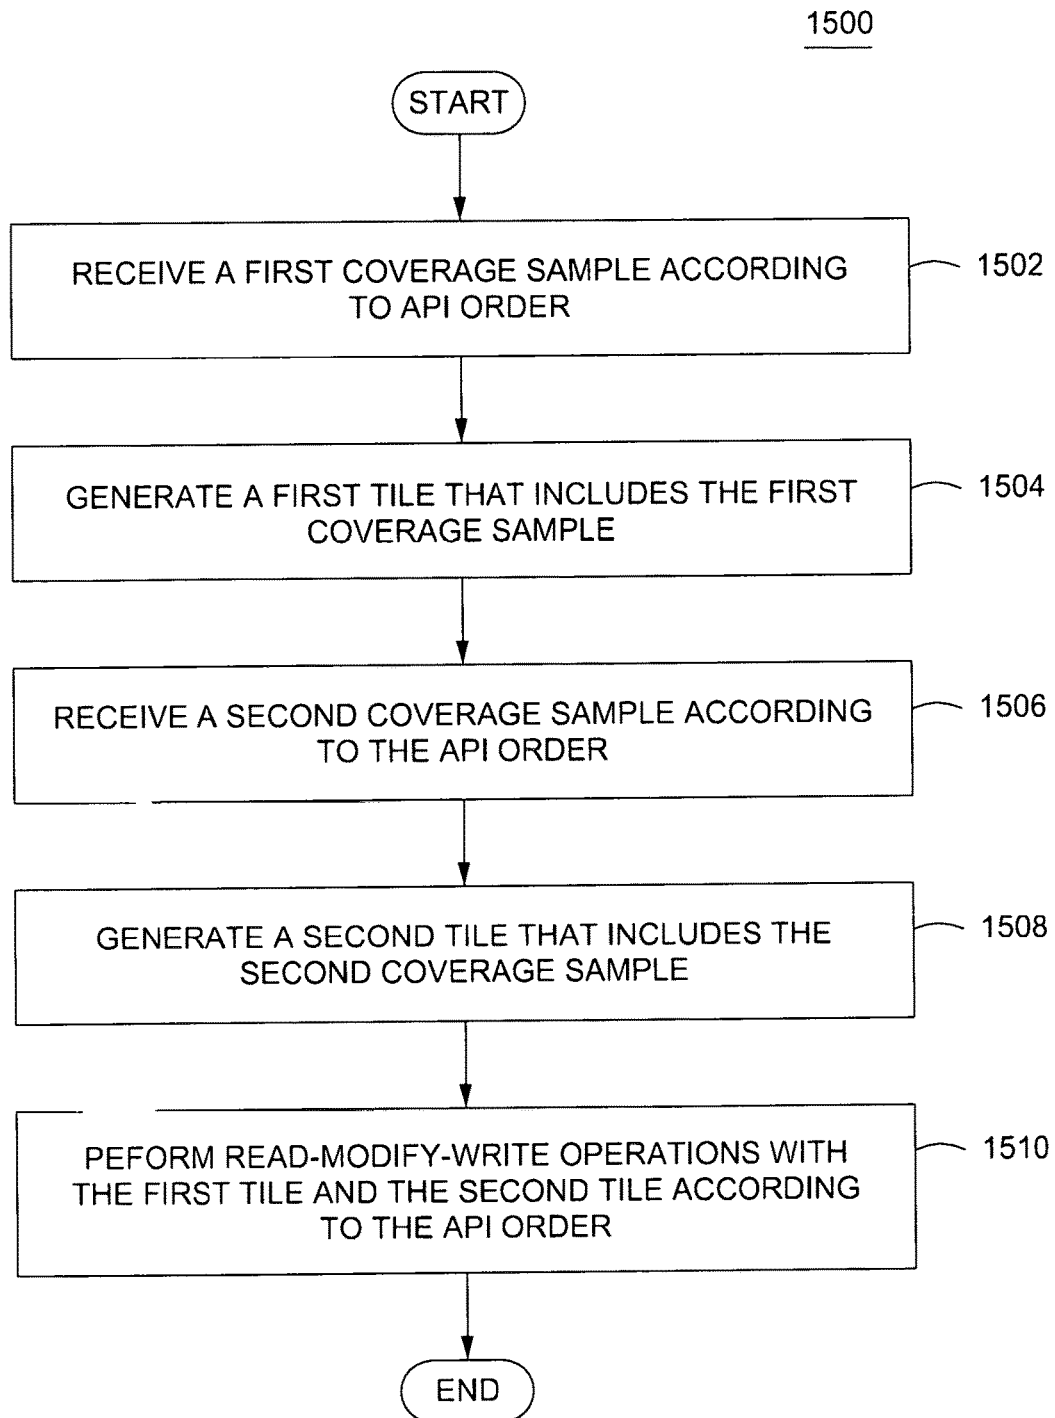 1500
START
RECEIVE A FIRST COVERAGE SAMPLE ACCORDING
TO API ORDER
1502
GENERATE A FIRST TILE THAT INCLUDES THE FIRST
COVERAGE SAMPLE
1504
RECEIVE A SECOND COVERAGE SAMPLE ACCORDING
TO THE API ORDER
1506
GENERATE A SECOND TILE THAT INCLUDES THE
SECOND COVERAGE SAMPLE
1508
PEFORM READ-MODIFY-WRITE OPERATIONS WITH
THE FIRST TILE AND THE SECOND TILE ACCORDING
TO THE API ORDER
1510
END